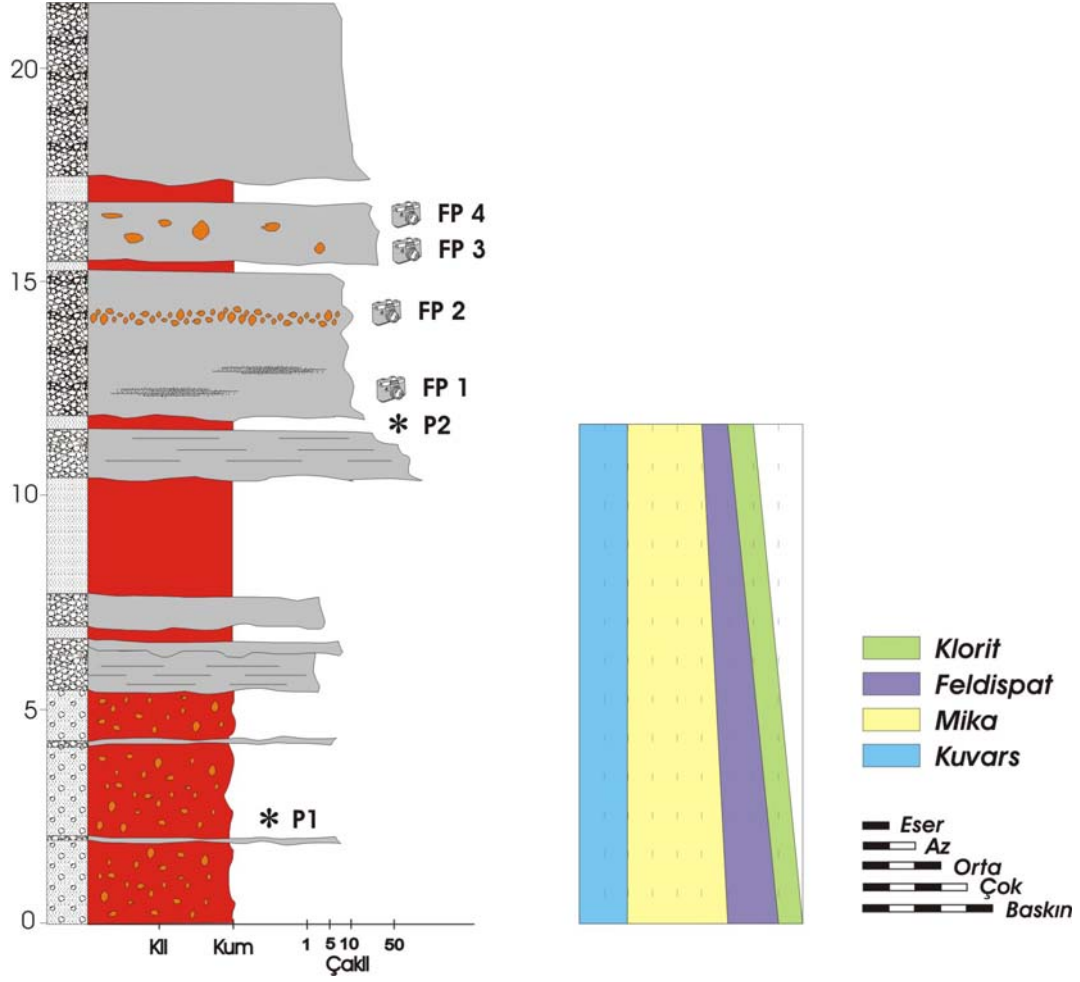 20
FP 4
FP 3
15
FP 2
FP 1
* P2
10
5
* P1
0
Kil Kum 1 5 10 50
Çakıl
Klorit
Feldispat
Mika
Kuvars
Eser
Az
Orta
Çok
Baskın